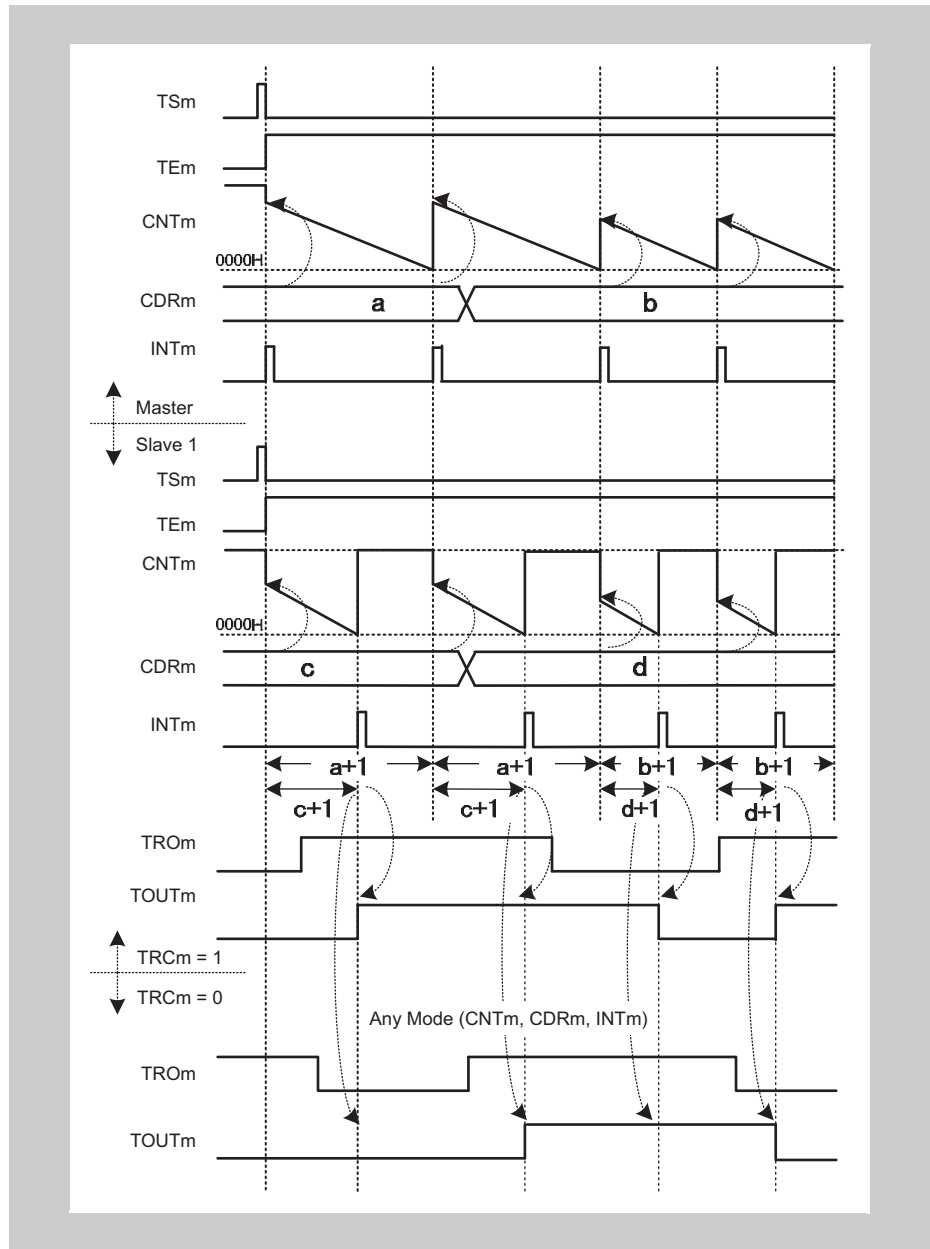 TSm
TEm
CNTm
0000H
CDRm
a
b
INTm
Master
Slave 1
TSm
TEm
CNTm
0000H
CDRm
c
d
INTm
a+1
a+1
b+1
b+1
c+1
c+1
d+1
d+1
TROm
TOUTm
TRCm = 1
TRCm = 0
Any Mode (CNTm, CDRm, INTm)
TROm
TOUTm